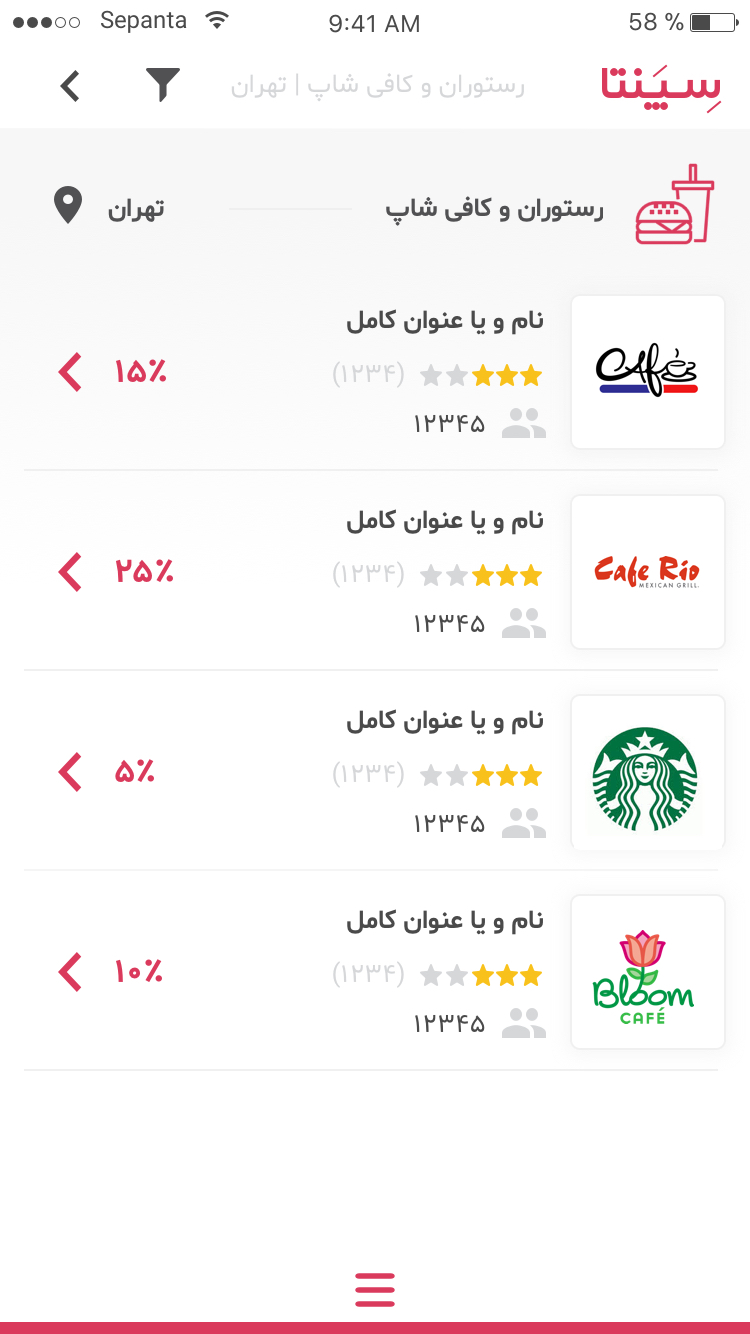 Sepanta 9:41 AM 58 %
سِپَنتا رستوران و کافی شاپ | تهران
رستوران و کافی شاپ تهران
Café
نام و یا عنوان کامل
(۱۲۳۴)
۱۲۳۴۵
۱۵٪
Cafe Rio
MEXICAN GRILL.
نام و یا عنوان کامل
(۱۲۳۴)
۱۲۳۴۵
۲۵٪
نام و یا عنوان کامل
(۱۲۳۴)
۱۲۳۴۵
۵٪
Bloom
CAFÉ
نام و یا عنوان کامل
(۱۲۳۴)
۱۲۳۴۵
۱۰٪